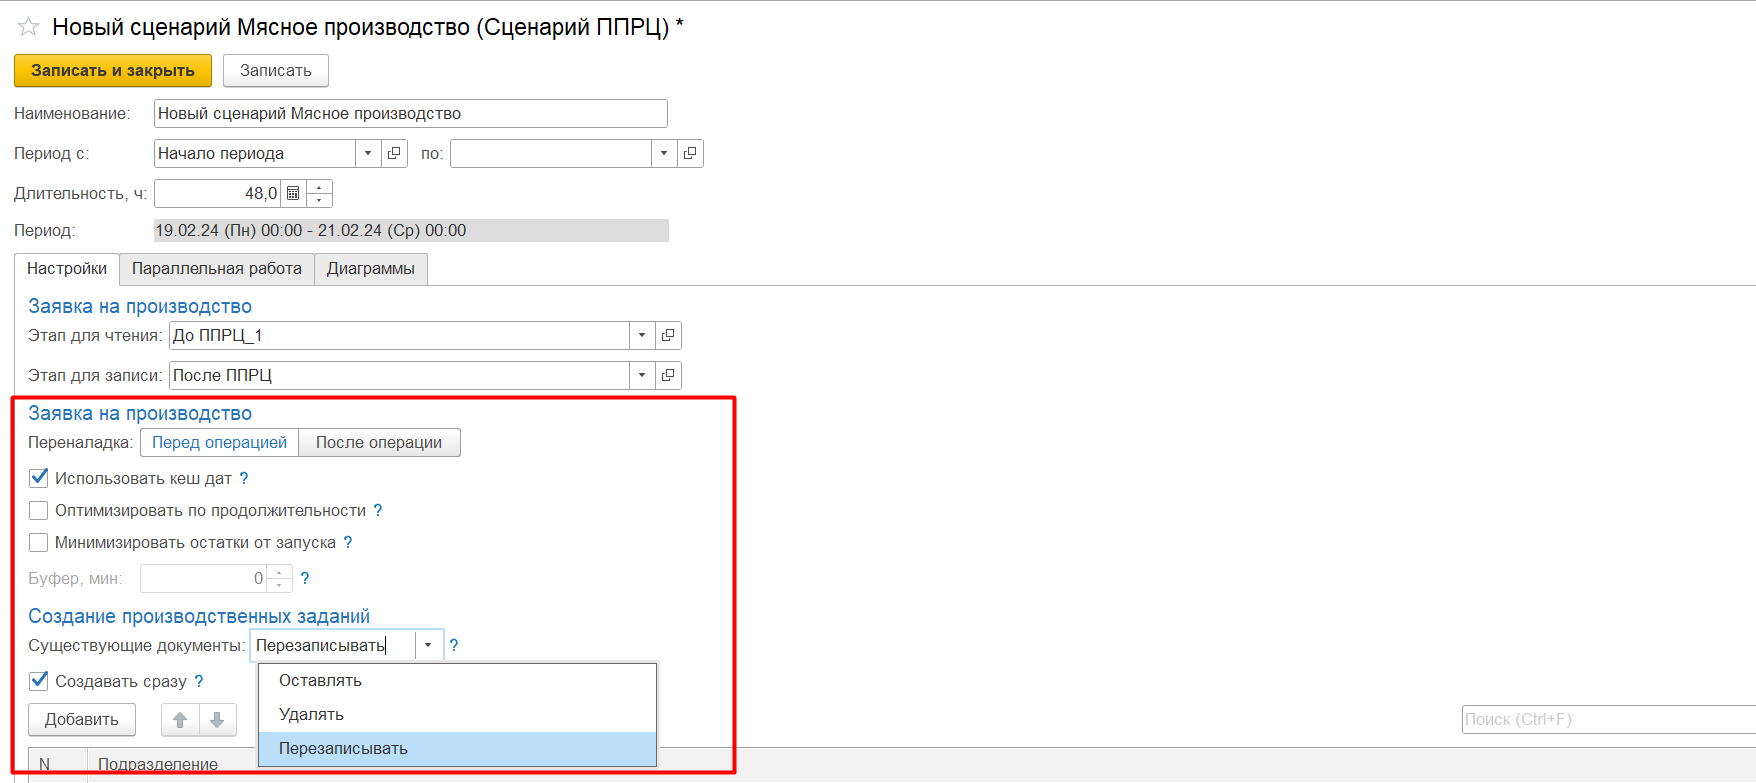 Новый сценарий Мясное производство (Сценарий ППРЦ) *
Записать и закрыть Записать
Наименование: Новый сценарий Мясное производство
Период с: Начало периода по:
Длительность, ч: 48,0
Период: 19.02.24 (Пн) 00:00 - 21.02.24 (Ср) 00:00
Настройки Параллельная работа Диаграммы
Заявка на производство
Этап для чтения: До ППРЦ_1
Этап для записи: После ППРЦ
Заявка на производство
Переналадка: Перед операцией После операции
Использовать кеш дат ?
Оптимизировать по продолжительности ?
Минимизировать остатки от запуска ?
Буфер, мин: 0 ?
Создание производственных заданий
Существующие документы: Перезаписывать ?
Оставлять
Создавать сразу ?
Удалять
Добавить Поиск (Ctrl+F)
Перезаписывать
N Подразделение